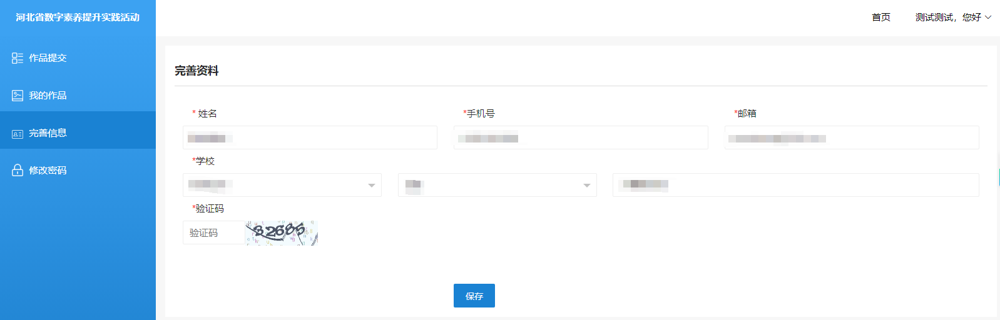 河北省数字素养提升实践活动
首页
测试测试，您好
作品提交
我的作品
完善信息
修改密码
完善资料
* 姓名
*手机号
*邮箱
*学校
*验证码
验证码
32685
保存